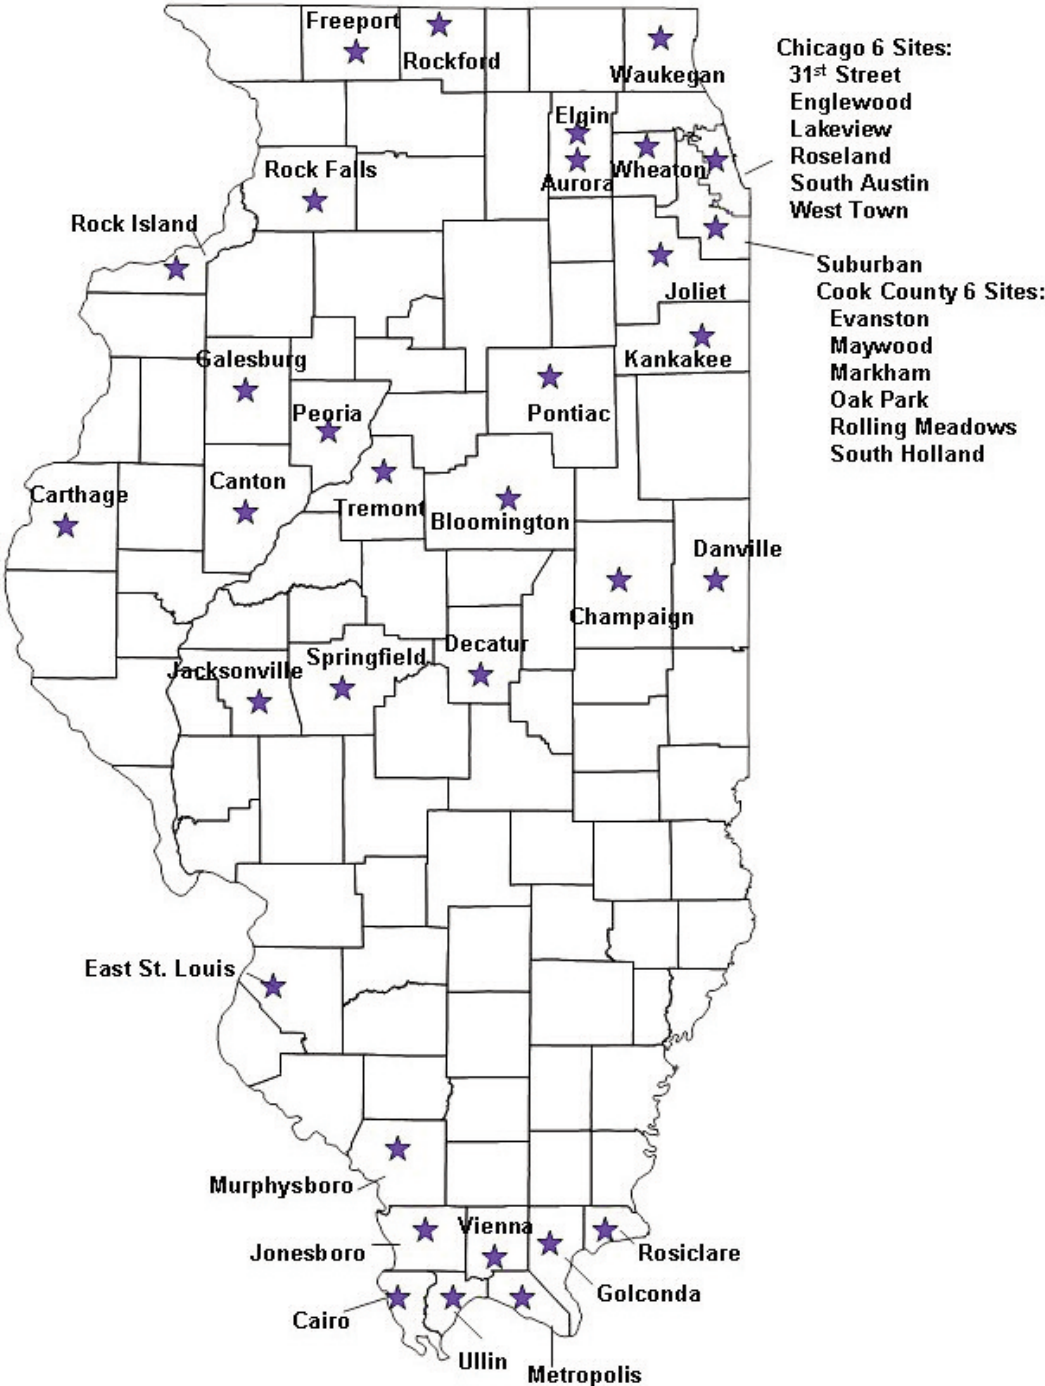 Freeport
Rockford
Waukegan
Chicago 6 Sites:
31st Street
Englewood
Lakeview
Roseland
South Austin
West Town
Elgin
Aurora
Wheaton
Rock Falls
Rock Island
Suburban
Cook County 6 Sites:
Evanston
Maywood
Markham
Oak Park
Rolling Meadows
South Holland
Joliet
Kankakee
Galesburg
Peoria
Pontiac
Carthage
Canton
Tremont
Bloomington
Danville
Champaign
Decatur
Springfield
Jacksonville
East St. Louis
Murphysboro
Vienna
Jonesboro
Rosiclare
Golconda
Cairo
Ullin
Metropolis